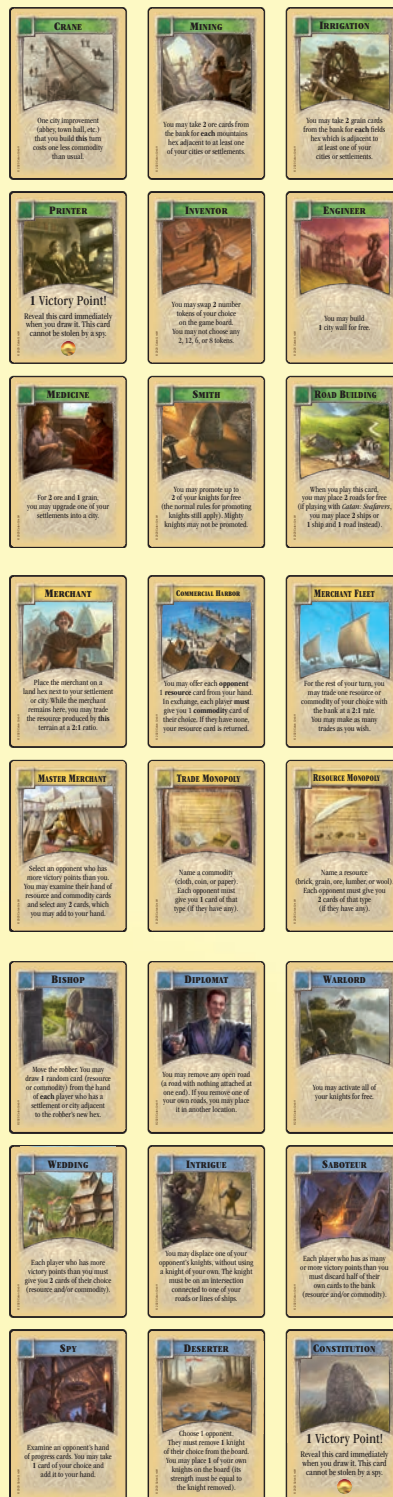 CRANE
One city improvement
(abbey, town hall, etc.)
that you build this turn
costs one less commodity
than usual.
MINING
You may take 2 ore cards from
the bank for each mountains
hex adjacent to at least one
of your cities or settlements.
IRRIGATION
You may take 2 grain cards
from the bank for each fields
hex which is adjacent to
at least one of your
cities or settlements.
PRINTER
1 Victory Point!
Reveal this card immediately
when you draw it. This card
cannot be stolen by a spy.
INVENTOR
You may swap 2 number
tokens of your choice
on the game board.
You may not choose any
2, 12, 6, or 8 tokens.
ENGINEER
You may build
1 city wall for free.
MEDICINE
For 2 ore and 1 grain,
you may upgrade one of your
settlements into a city.
SMITH
You may promote up to
2 of your knights for free
(the normal rules for promoting
knights still apply). Mighty
knights may not be promoted.
ROAD BUILDING
When you play this card,
you may place 2 roads for free
(if playing with Catan: Seafarers,
you may place 2 ships or
1 ship and 1 road instead).
MERCHANT
Place the merchant on a
land hex next to your settlement
or city. While the merchant
remains here, you may trade
the resource produced by this
terrain at a 2:1 ratio.
COMMERCIAL HARBOR
You may offer each opponent
1 resource card from your hand.
In exchange, each player must
give you 1 commodity card of
their choice. If they have none,
your resource card is returned.
MERCHANT FLEET
For the rest of your turn, you
may trade one resource or
commodity of your choice with
the bank at a 2:1 rate.
You may make as many
trades as you wish.
MASTER MERCHANT
Select an opponent who has
more victory points than you.
You may examine their hand of
resource and commodity cards
and select any 2 cards, which
you may add to your hand.
TRADE MONOPOLY
Name a commodity
(cloth, coin, or paper).
Each opponent must
give you 1 card of that
type (if they have any).
RESOURCE MONOPOLY
Name a resource
(brick, grain, ore, lumber, or wool)
Each opponent must give you
2 cards of that type
(if they have any).
BISHOP
Move the robber. You may
draw 1 random card (resource
or commodity) from the hand
of each player who has a
settlement or city adjacent
to the robber's new hex.
DIPLOMAT
You may remove any open road
(a road with nothing attached at
one end). If you remove one of
your own roads, you may place
it in another location.
WARLORD
You may activate all of
your knights for free.
WEDDING
Each player who has more
victory points than you must
give you 2 cards of their choice
(resource and/or commodity).
INTRIGUE
You may displace one of your
opponent's knights, without using
a knight of your own. The knight
must be on an intersection
connected to one of your
roads or lines of ships.
SABOTEUR
Each player who has as many
or more victory points than you
must discard half of their
own cards to the bank
(resource and/or commodity).
SPY
Examine an opponent's hand
of progress cards. You may take
1 card of your choice and
add it to your hand.
DESERTER
Choose 1 opponent.
They must remove 1 knight
of their choice from the board.
You may place 1 of your own
knights on the board (its
strength must be equal to
the knight removed).
CONSTITUTION
1 Victory Point!
Reveal this card immediately
when you draw it. This card
cannot be stolen by a spy.